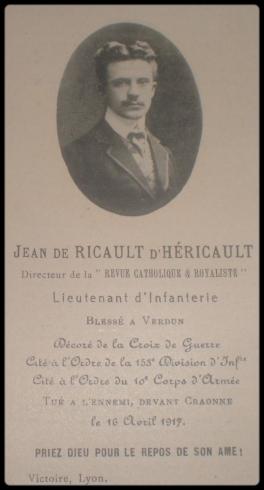 JEAN DE RICAULT D'HÉRICAULT
Directeur de la " REVUE CATHOLIQUE & ROYALISTE "
Lieutenant d'Infanterie
BLESSÉ A VERDUN
Décoré de la Croix de Guerre
Cité à l'Ordre de la 153e Division d'Infie
Cité à l'Ordre du 10e Corps d'Armée
TUÉ A L'ENNEMI, DEVANT CRAONNE
le 16 Avril 1917.
PRIEZ DIEU POUR LE REPOS DE SON AME!
Victoire, Lyon.